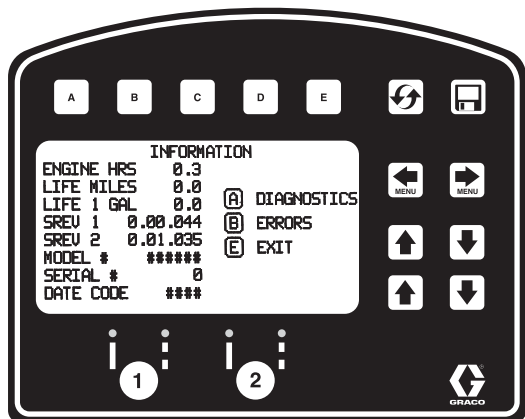 A B C D E
INFORMATION
ENGINE HRS 0.3
LIFE MILES 0.0
LIFE 1 GAL 0.0
SREV 1 0.00.044
SREV 2 0.01.035
MODEL # ######
SERIAL # 0
DATE CODE ####
A DIAGNOSTICS
B ERRORS
E EXIT
MENU MENU
1 2
GRACO